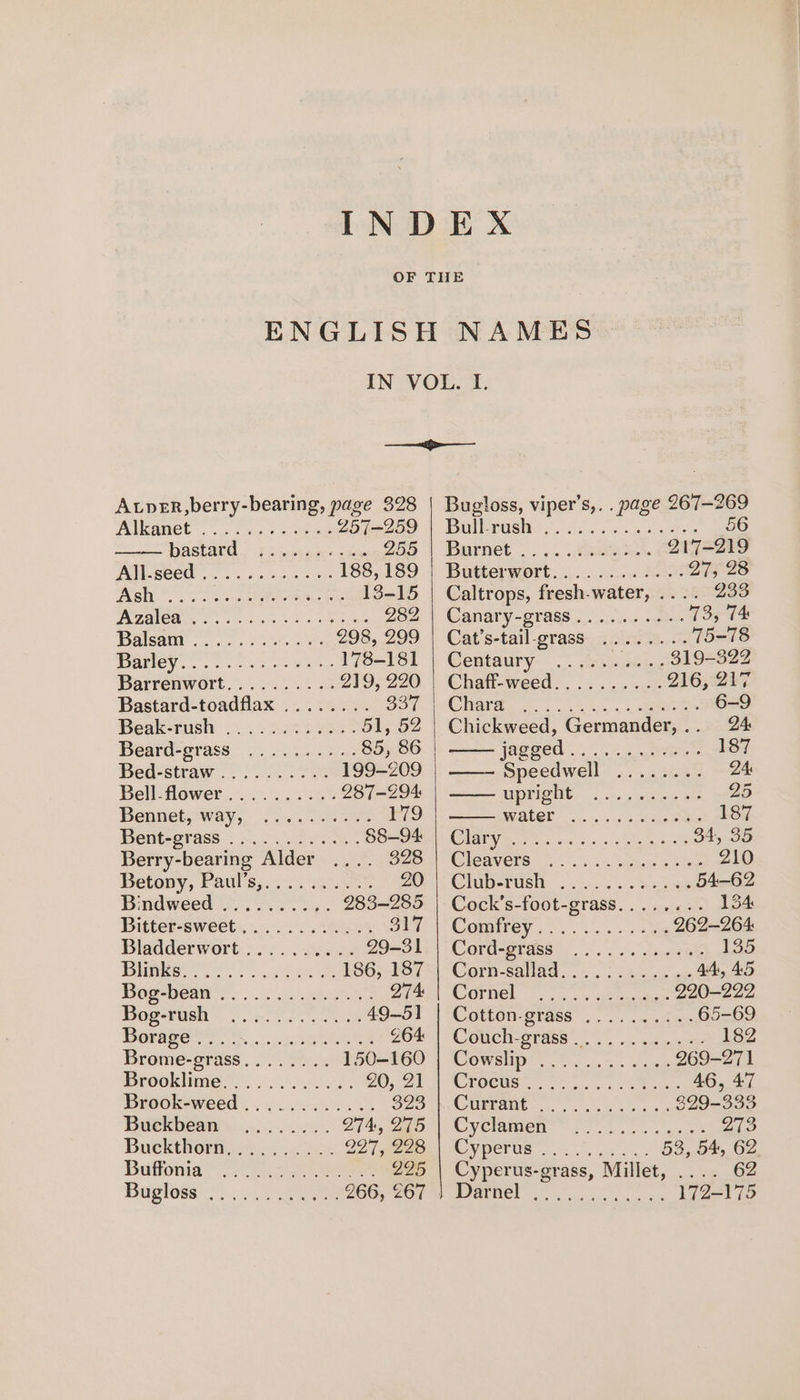 INDEX
OF THE
ENGLISH NAMES
IN VOL. I.
ALDER,berry-bearing, page 328
Alkanet ............. 257–259
—— bastard ........... 255
All-seed ............. 188, 189
Ash ................. 13–15
Azalea ............... 282
Balsam ............. 298, 299
Barley............... 178–181
Barrenwort........... 219, 220
Bastard-toadflax ........ 337
Beak-rush ............. 51, 52
Beard-grass ........... 85, 86
Bed-straw ........... 199–209
Bell-flower ........... 287–294
Bennet, way, ........... 179
Bent-grass ............. 88–94
Berry-bearing Alder .... 328
Betony, Paul's,.......... 20
Bindweed ........... 283–285
Bitter-sweet ............. 317
Bladderwort ........... 29–31
Blinks............... 186, 187
Bog-bean ............... 274
Bog-rush ............. 49–51
Borage ................. 264
Brome-grass......... 150–160
Brooklime............. 20, 21
Brook-weed ............. 323
Buckbean ......... 274, 275
Buckthorn........... 227, 228
Buffonia ............... 225
Bugloss ............. 266, 267
Bugloss, viper's,.. page 267–269
Bull-rush ............... 56
Burnet ............. 217–219
Butterwort............. 27, 28
Caltrops, fresh-water, .... 233
Canary-grass........... 73, 74
Cat's-tail-grass ......... 75–78
Centaury ........... 319–322
Chaff-weed........... 216, 217
Chara ................. 6–9
Chickweed, Germander, .. 24
—— jagged ............. 187
—— Speedwell ......... 24
—— upright ........... 25
—— water ............. 187
Clary ................. 34, 35
Cleavers ............... 210
Club-rush ............. 54–62
Cock's-foot-grass......... 134
Comfrey ............. 262–264
Cord-grass ............. 135
Corn-sallad............. 44, 45
Cornel ............. 220–222
Cotton-grass ........... 65–69
Couch-grass ............. 182
Cowslip ............. 269–271
Crocus ............... 46, 47
Currant ............. 329–333
Cyclamen ............. 273
Cyperus ........... 53, 54, 62
Cyperus-grass, Millet, .... 62
Darnel ............. 172–175